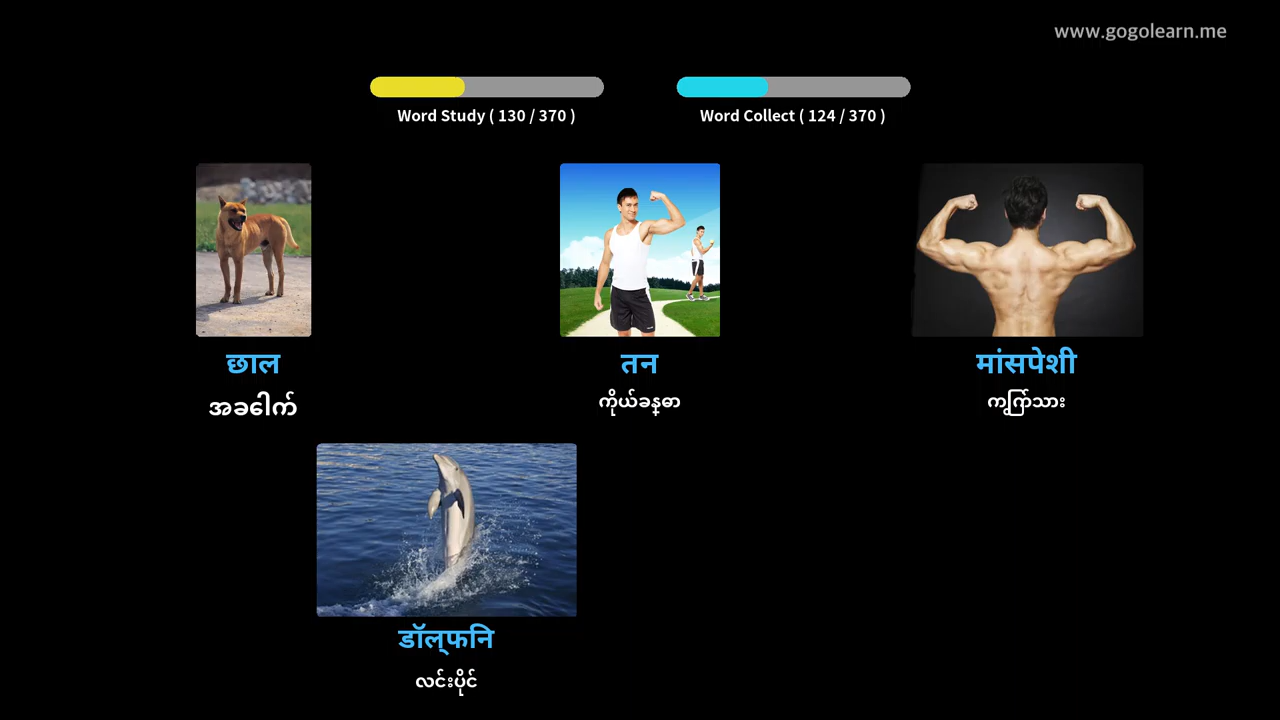 www.gogolearn.me
Word Study ( 130 / 370 )
Word Collect ( 124 / 370 )
छाल
तन
मांसपेशी
အခေါက်
ကိုယ်ခန္ဓာ
ကြွက်သား
डॉल्फिन
လင်းပိုင်